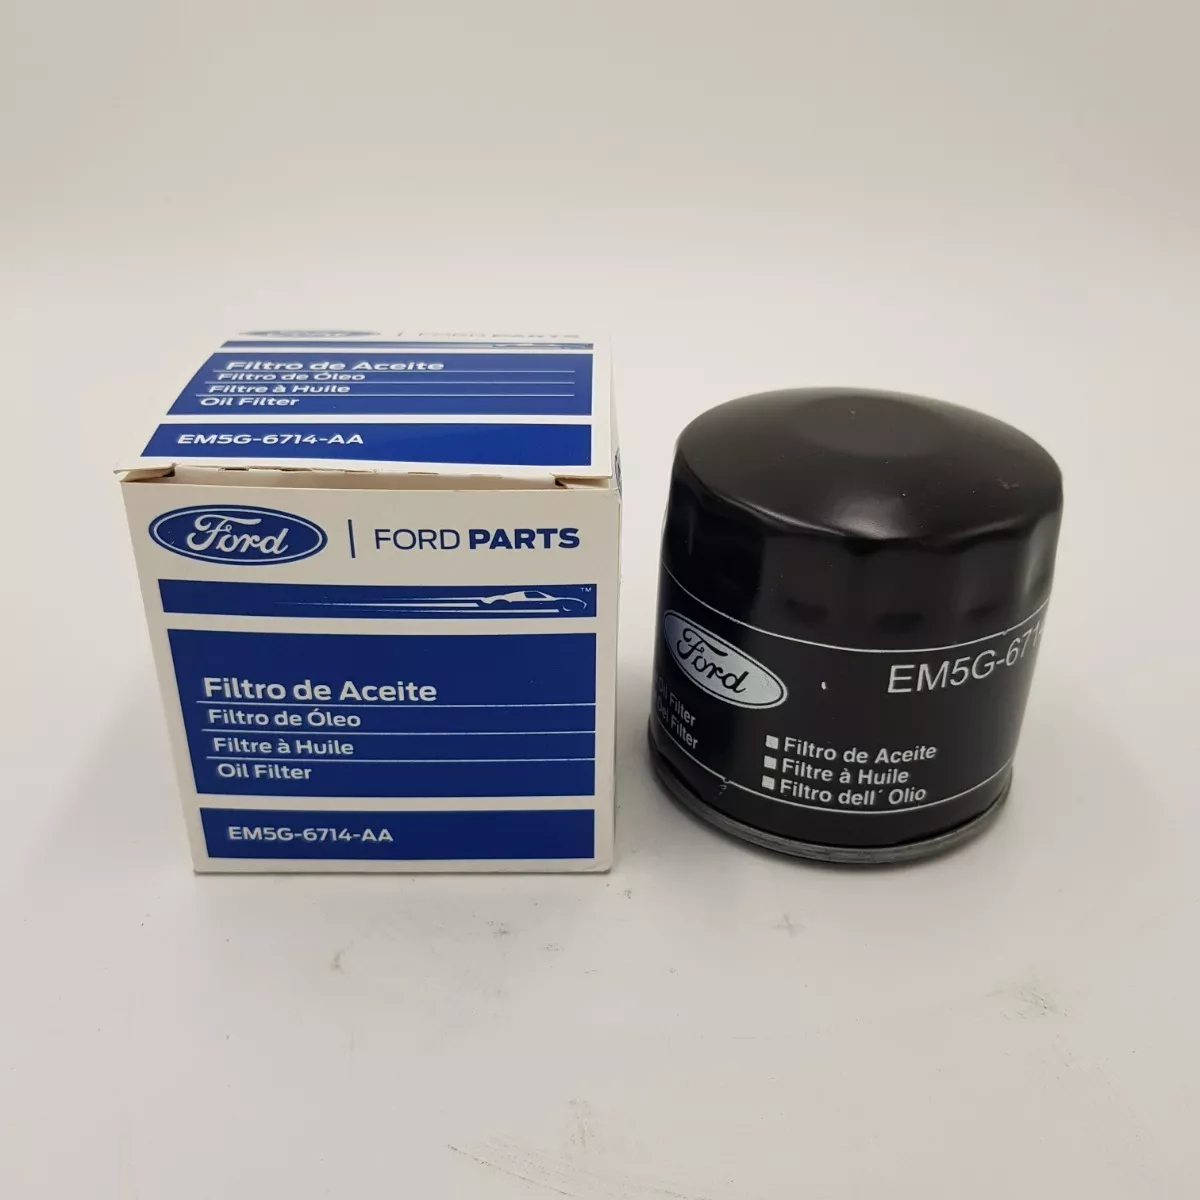 Ford | FORD PARTS
Filtro de Aceite
Filtro de Óleo
Filtre à Huile
Oil Filter
EM5G-6714-AA
Ford | FORD PARTS
™
Filtro de Aceite
Filtro de Óleo
Filtre à Huile
Oil Filter
EM5G-6714-AA
Ford
EM5G-671
Oil Filter
Filter
Filtro de Aceite
Filtre à Huile
Filtro dell´ Olio